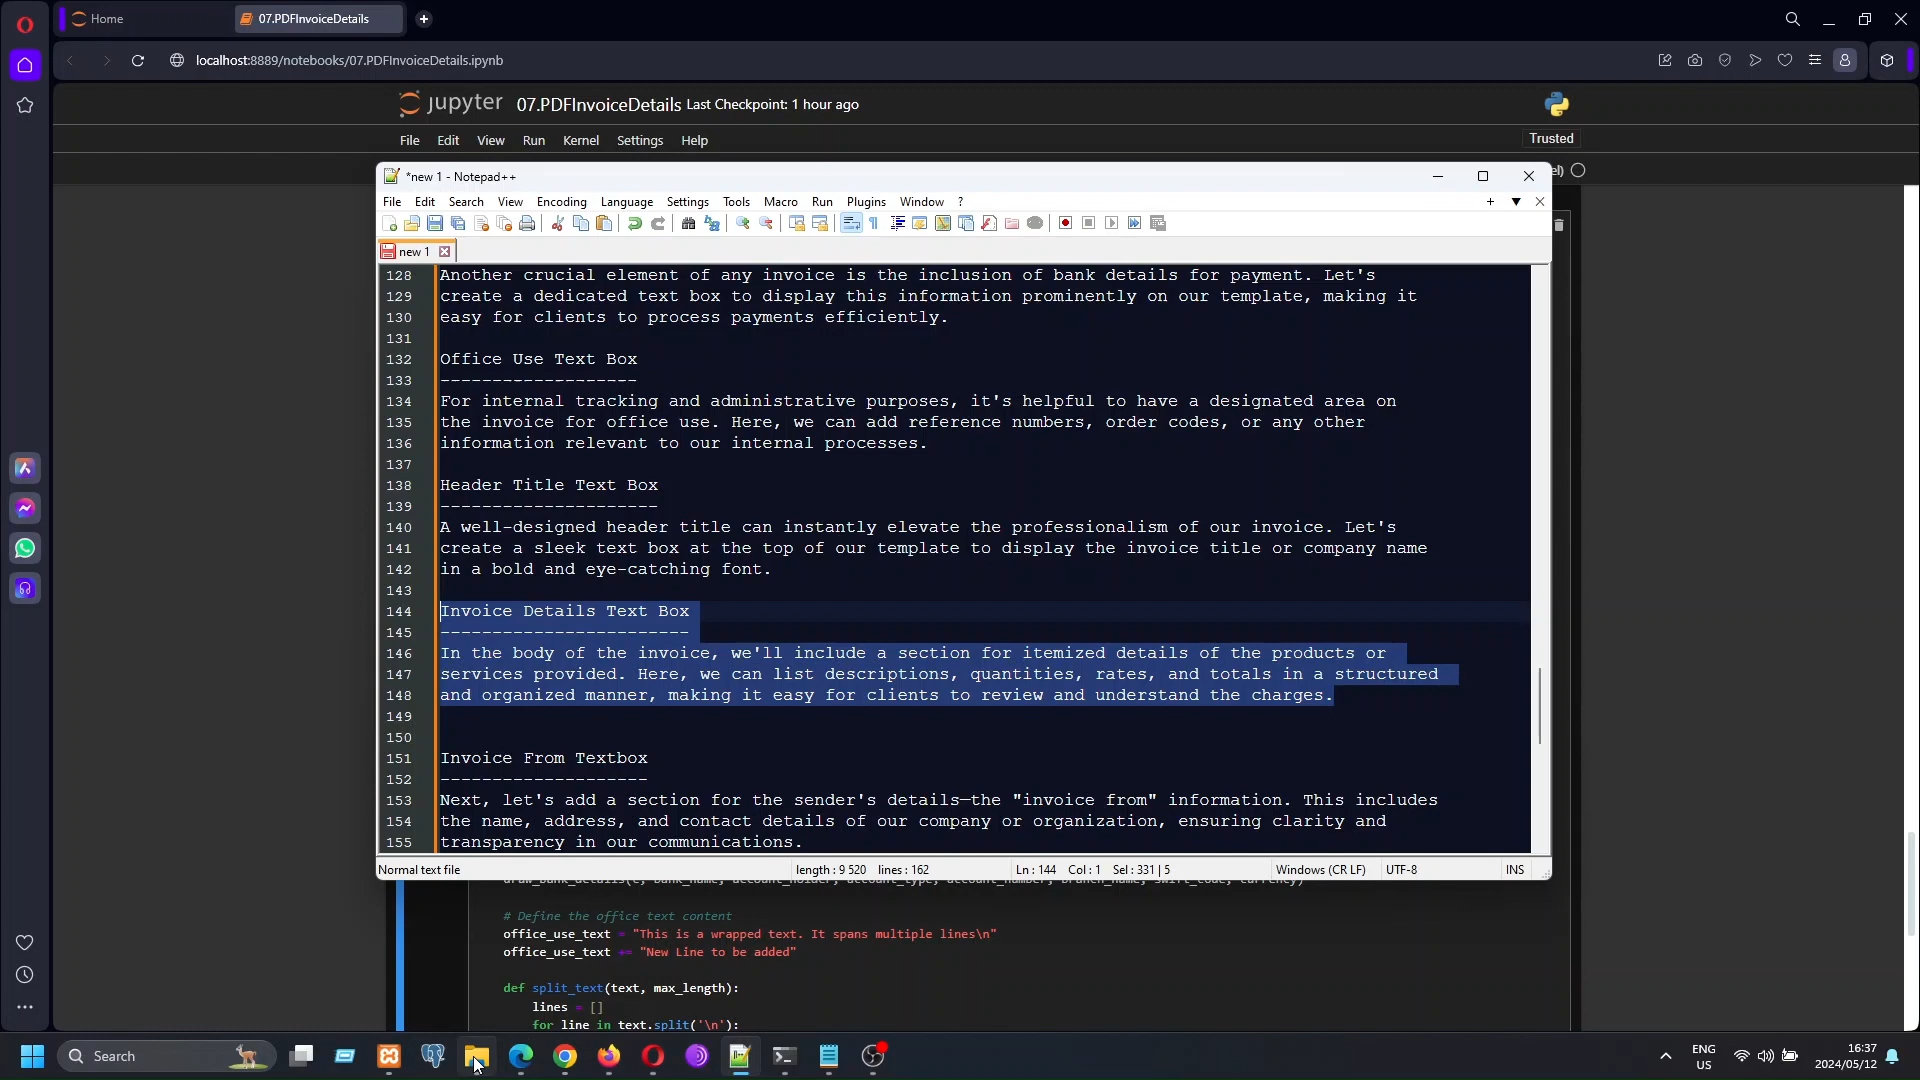 Home
07.PDFInvoiceDetails
localhost:8889/notebooks/07.PDFInvoiceDetails.ipynb
jupyter 07.PDFInvoiceDetails Last Checkpoint: 1 hour ago
File Edit View Run Kernel Settings Help
Trusted
*new 1 - Notepad++
File Edit Search View Encoding Language Settings Tools Macro Run Plugins Window ?
new 1
128 Another crucial element of any invoice is the inclusion of bank details for payment. Let's
129 create a dedicated text box to display this information prominently on our template, making it
130 easy for clients to process payments efficiently.
131
132 Office Use Text Box
133 -------------------
134 For internal tracking and administrative purposes, it's helpful to have a designated area on
135 the invoice for office use. Here, we can add reference numbers, order codes, or any other
136 information relevant to our internal processes.
137
138 Header Title Text Box
139 ---------------------
140 A well-designed header title can instantly elevate the professionalism of our invoice. Let's
141 create a sleek text box at the top of our template to display the invoice title or company name
142 in a bold and eye-catching font.
143
144 Invoice Details Text Box
145 ------------------------
146 In the body of the invoice, we'll include a section for itemized details of the products or
147 services provided. Here, we can list descriptions, quantities, rates, and totals in a structured
148 and organized manner, making it easy for clients to review and understand the charges.
149
150
151 Invoice From Textbox
152 --------------------
153 Next, let's add a section for the sender's details—the "invoice from" information. This includes
154 the name, address, and contact details of our company or organization, ensuring clarity and
155 transparency in our communications.
Normal text file length : 9 520 lines : 162 Ln : 144 Col : 1 Sel : 331 | 5 Windows (CR LF) UTF-8 INS
# Define the office text content
office_use_text = "This is a wrapped text. It spans multiple lines\n"
office_use_text += "New Line to be added"
def split_text(text, max_length):
lines = []
for line in text.split('\n'):
Search
ENG
US
16:37
2024/05/12